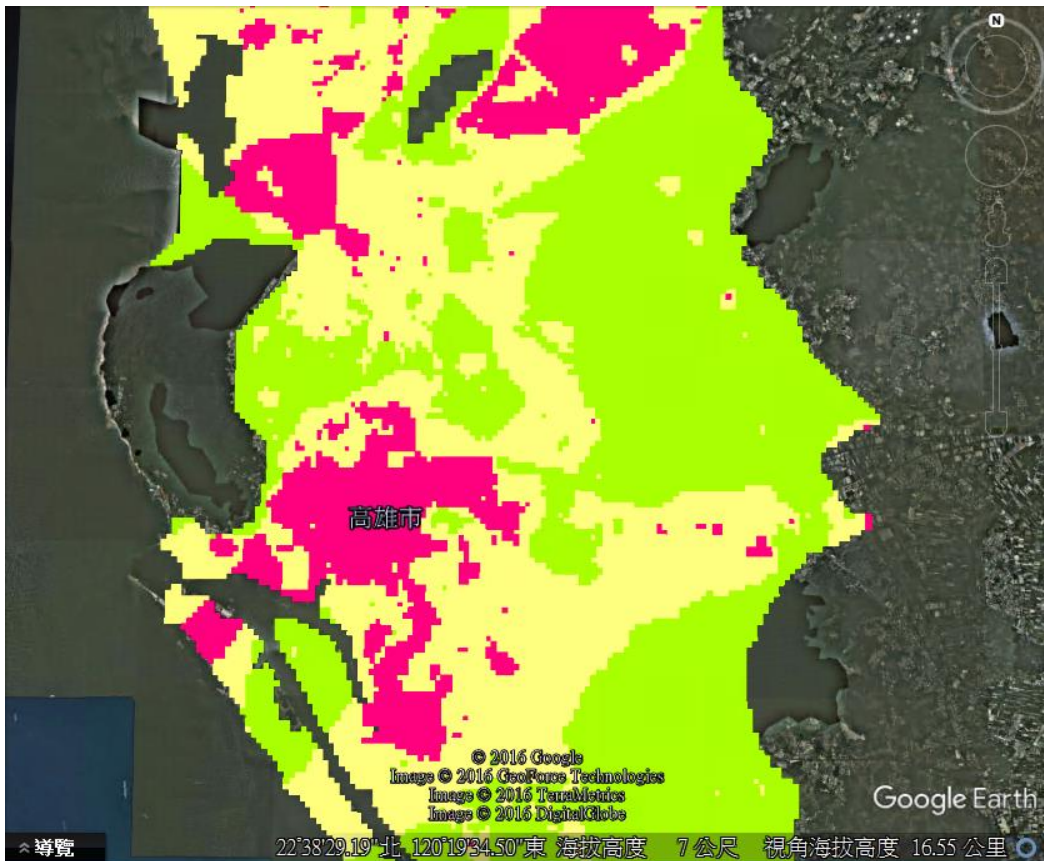 N
高雄市
© 2016 Google
Image © 2016 GeoForce Technologies
Image © 2016 TerraMetrics
Image © 2016 DigitalGlobe
Google Earth
導覽
22°38'29.19"北 120°19'34.50"東 海拔高度 7 公尺 視角海拔高度 16.55 公里